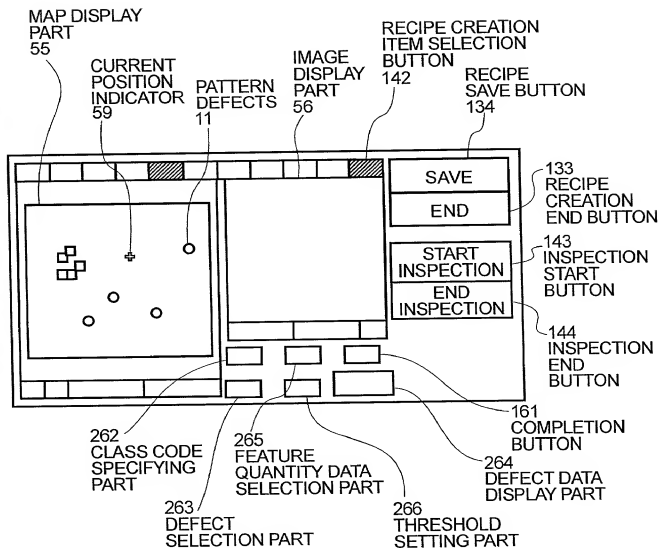 MAP DISPLAY
PART
55
CURRENT
POSITION
INDICATOR
59
PATTERN
DEFECTS
11
IMAGE
DISPLAY
PART
56
RECIPE CREATION
ITEM SELECTION
BUTTON
142
RECIPE
SAVE BUTTON
134
SAVE
END
133
RECIPE
CREATION
END BUTTON
START
INSPECTION
END
INSPECTION
143
INSPECTION
START
BUTTON
144
INSPECTION
END
BUTTON
262
CLASS CODE
SPECIFYING
PART
263
DEFECT
SELECTION PART
265
FEATURE
QUANTITY DATA
SELECTION PART
266
THRESHOLD
SETTING PART
161
COMPLETION
BUTTON
264
DEFECT DATA
DISPLAY PART